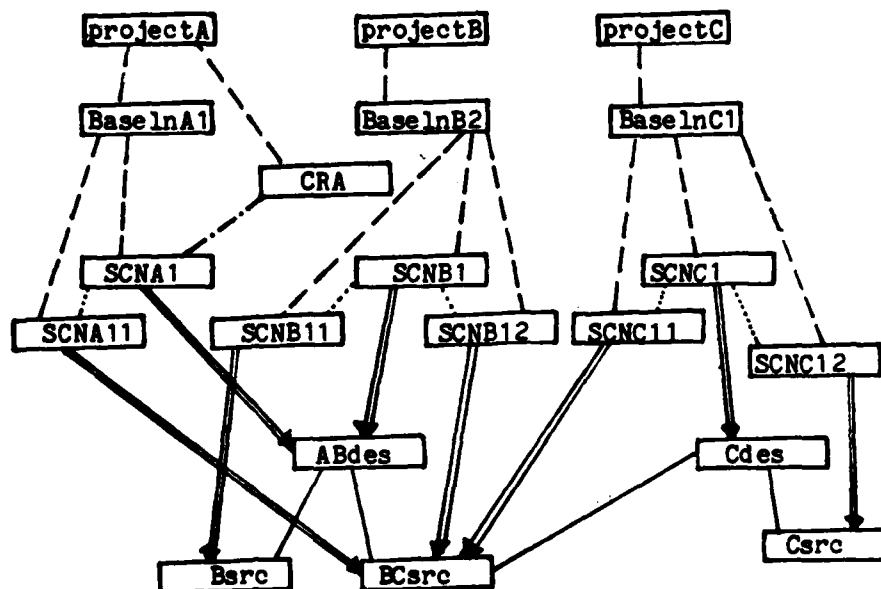 projectA
projectB
projectC
BaselnA1
BaselnB2
BaselnC1
CRA
SCNA1
SCNB1
SCNC1
SCNA11
SCNB11
SCNB12
SCNC11
SCNC12
ABdes
Cdes
Csrc
Bsrc
BCsrc